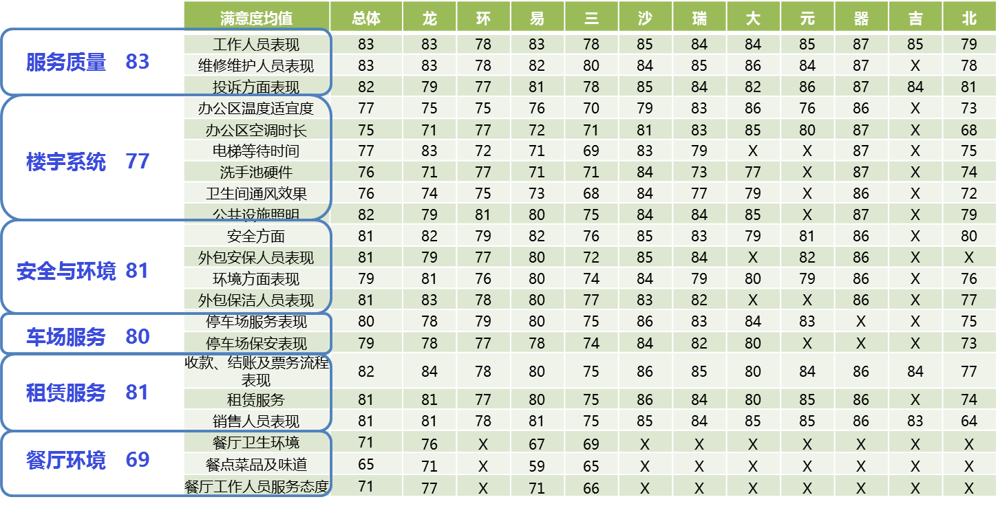 满意度均值 总体 龙 环 易 三 沙 瑞 大 元 器 吉 北
服务质量 83
工作人员表现 83 83 78 83 78 85 84 84 85 87 85 79
维修维护人员表现 83 83 78 82 80 84 85 86 84 87 X 78
投诉方面表现 82 79 77 81 78 85 84 82 86 87 84 81
楼宇系统 77
办公区温度适宜度 77 75 75 76 70 79 83 86 76 86 X 73
办公区空调时长 75 71 77 72 71 81 83 85 80 87 X 68
电梯等待时间 77 83 72 71 69 83 79 X X 87 X 75
洗手池硬件 76 71 77 71 71 84 73 77 X 87 X 74
卫生间通风效果 76 74 75 73 68 84 77 79 X 86 X 72
公共设施照明 82 79 81 80 75 84 84 85 X 87 X 79
安全与环境 81
安全方面 81 82 79 82 76 85 83 79 81 86 X 80
外包安保人员表现 81 79 77 80 72 85 84 X 82 86 X X
环境方面表现 79 81 76 80 74 84 79 80 79 86 X 76
外包保洁人员表现 81 83 78 80 77 83 82 X X 86 X 77
车场服务 80
停车场服务表现 80 78 79 80 75 86 83 84 83 X X 75
停车场保安表现 79 78 77 78 74 84 82 80 X X X 73
租赁服务 81
收款、结账及票务流程
表现 82 84 78 80 75 86 85 80 84 86 84 77
租赁服务 81 81 77 80 75 86 84 80 85 86 X 74
销售人员表现 81 81 78 81 75 85 84 85 85 86 83 64
餐厅环境 69
餐厅卫生环境 71 76 X 67 69 X X X X X X X
餐点菜品及味道 65 71 X 59 65 X X X X X X X
餐厅工作人员服务态度 71 77 X 71 66 X X X X X X X